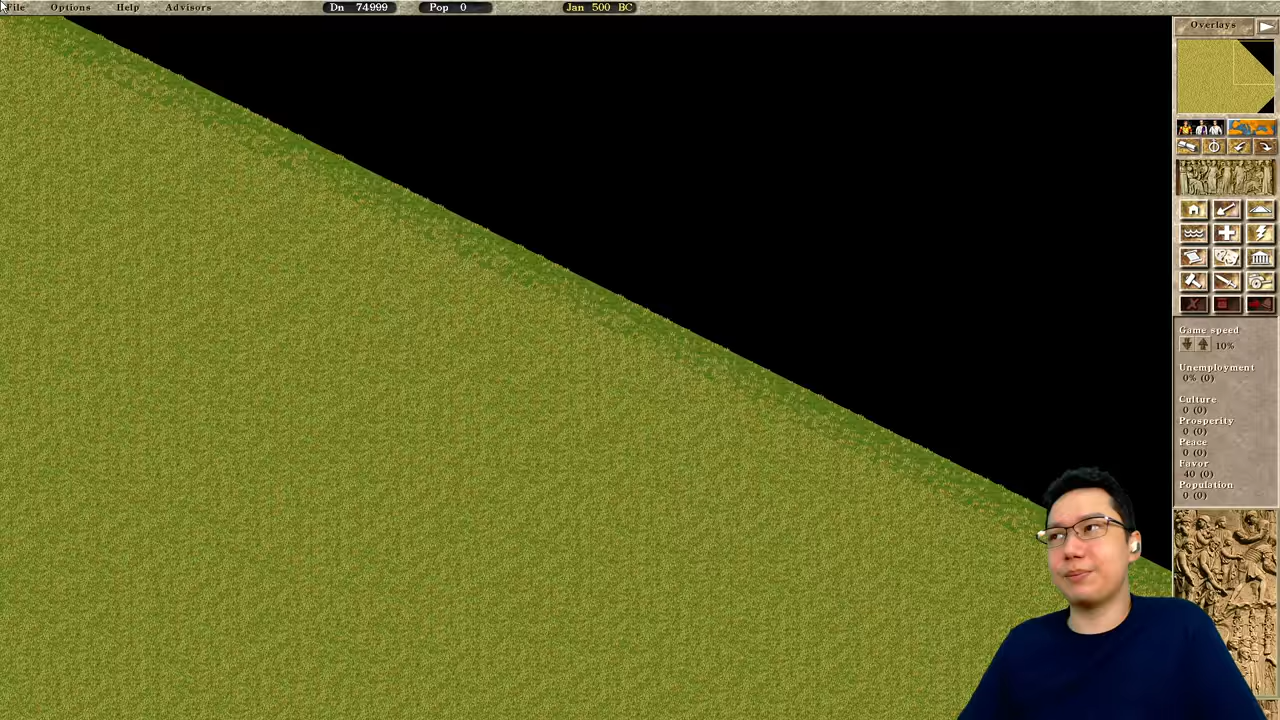 File Options Help Advisors Dn 74999 Pop 0 Jan 500 BC
Overlays
Game speed
10%
Unemployment
0% (0)
Culture
0 (0)
Prosperity
0 (0)
Peace
0 (0)
Favor
40 (0)
Population
0 (0)